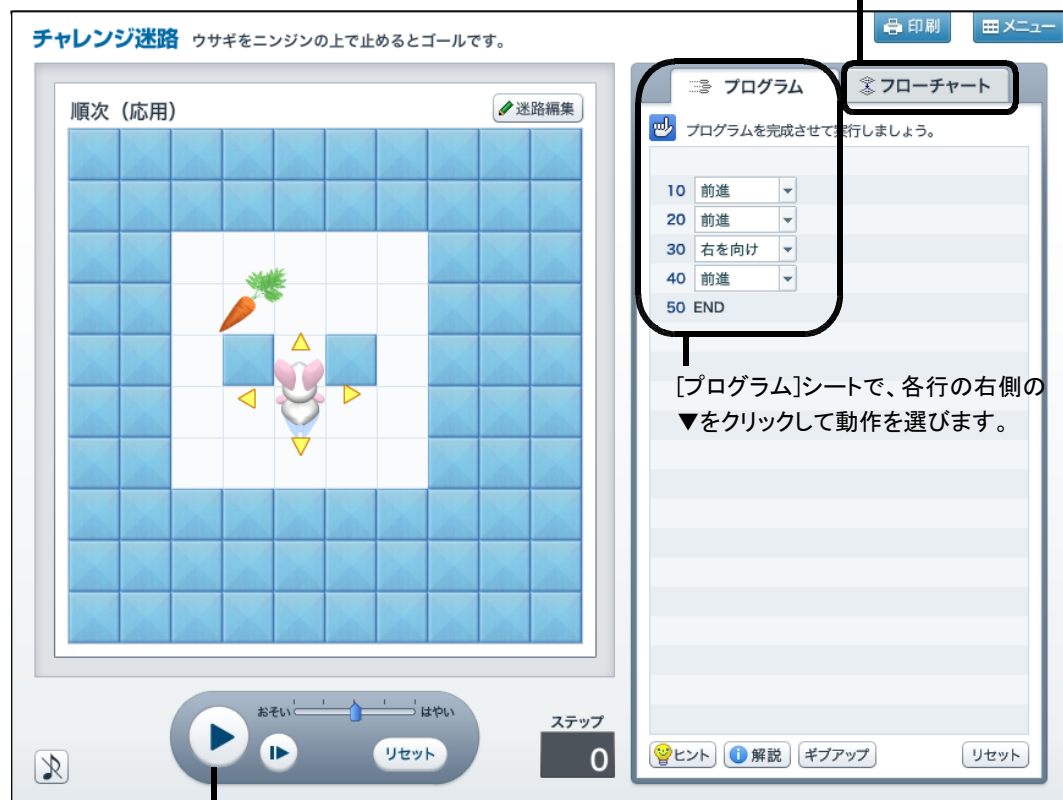 チャレンジ迷路 ウサギをニンジンの上で止めるとゴールです。
印刷
メニュー
順次（応用）
迷路編集
プログラム
フローチャート
プログラムを完成させて実行しましょう。
10 前進
20 前進
30 右を向け
40 前進
50 END
[プログラム]シートで、各行の右側の
▼をクリックして動作を選びます。
おそい はやい
リセット
ステップ
0
ヒント
解説
ギブアップ
リセット